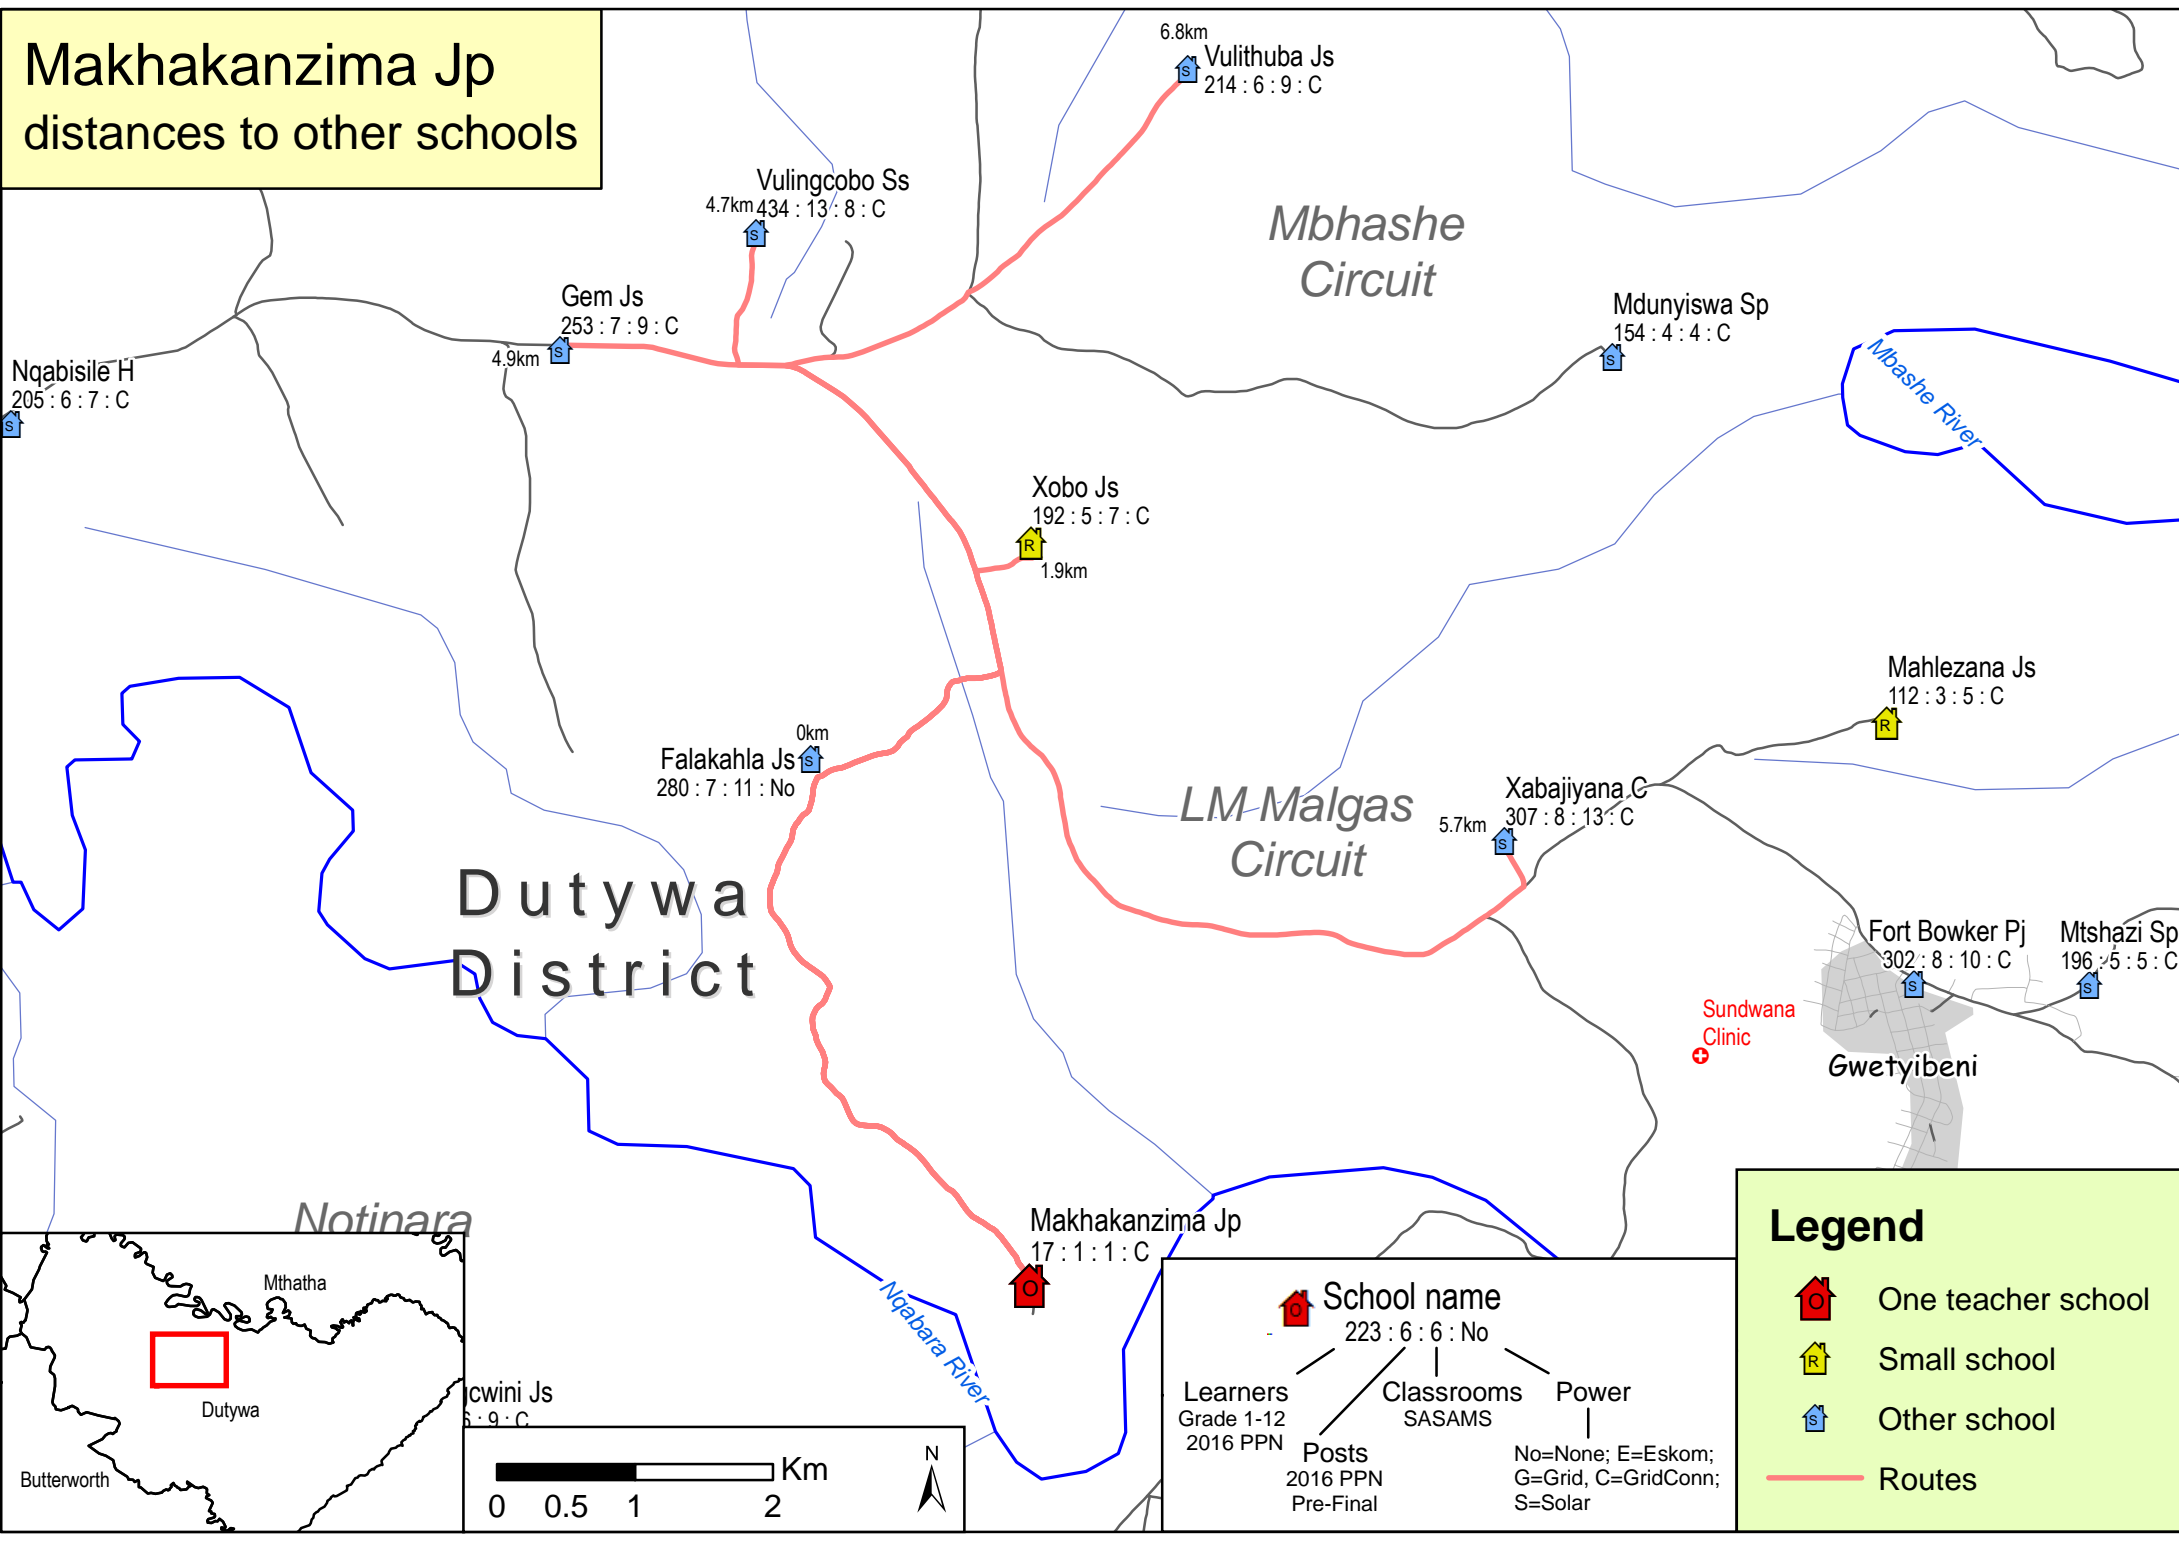 Makhakanzima Jp
distances to other schools
6.8km
Vulithuba Js
214 : 6 : 9 : C
Vulingcobo Ss
4.7km
434 : 13 : 8 : C
Mbhashe
Circuit
Gem Js
253 : 7 : 9 : C
4.9km
Mdunyiswa Sp
154 : 4 : 4 : C
Nqabisile H
205 : 6 : 7 : C
Mbashe River
Xobo Js
192 : 5 : 7 : C
1.9km
Mahlezana Js
112 : 3 : 5 : C
0km
Falakahla Js
280 : 7 : 11 : No
LM Malgas
Circuit
Xabajiyana C
307 : 8 : 13 : C
5.7km
Dutywa
District
Fort Bowker Pj
302 : 8 : 10 : C
Mtshazi Sp
196 : 5 : 5 : C
Sundwana
Clinic
Gwetyibeni
Notinara
Makhakanzima Jp
17 : 1 : 1 : C
Nqabara River
Mthatha
Dutywa
Butterworth
cwini Js
: 9 : C
Km
0 0.5 1 2
N
School name
223 : 6 : 6 : No
Learners
Grade 1-12
2016 PPN
Posts
2016 PPN
Pre-Final
Classrooms
SASAMS
Power
No=None; E=Eskom;
G=Grid, C=GridConn;
S=Solar
Legend
O One teacher school
R Small school
S Other school
Routes